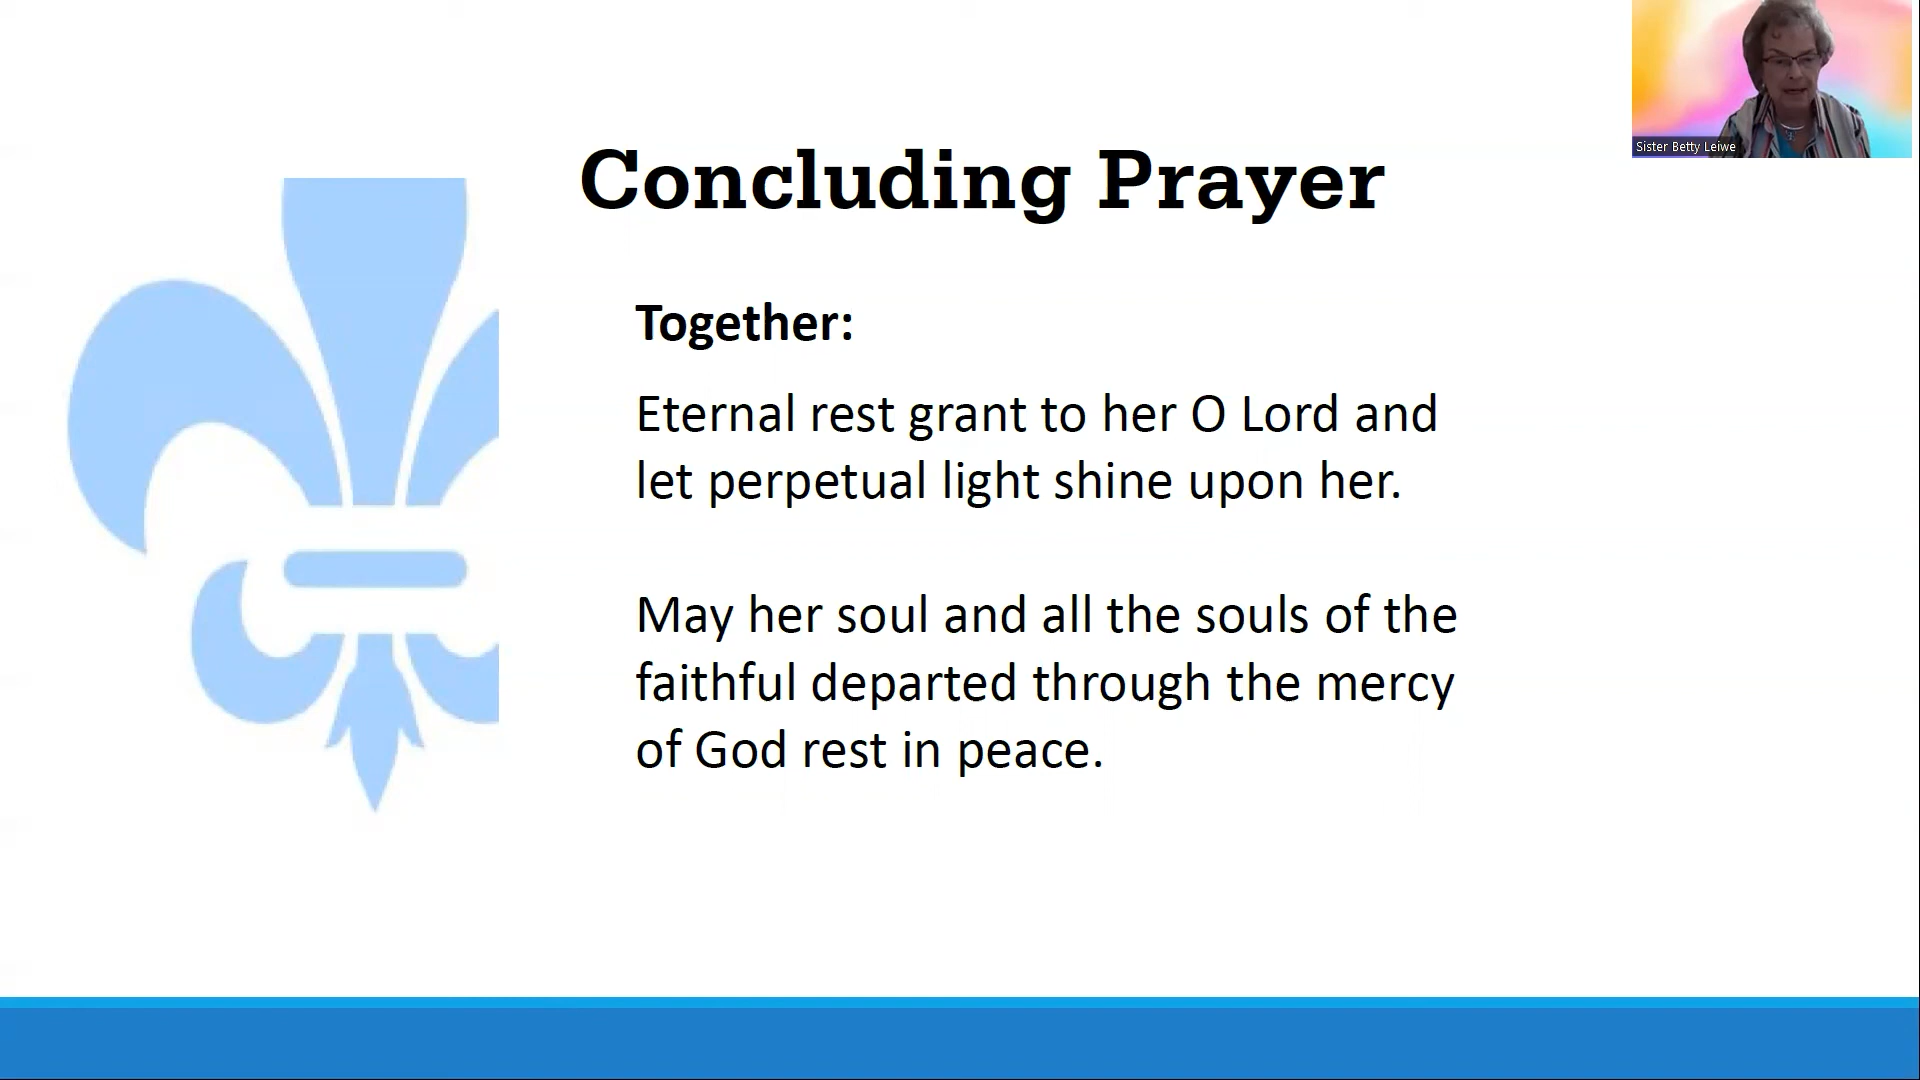 Sister Betty Leiwe
Concluding Prayer
Together:
Eternal rest grant to her O Lord and
let perpetual light shine upon her.
May her soul and all the souls of the
faithful departed through the mercy
of God rest in peace.